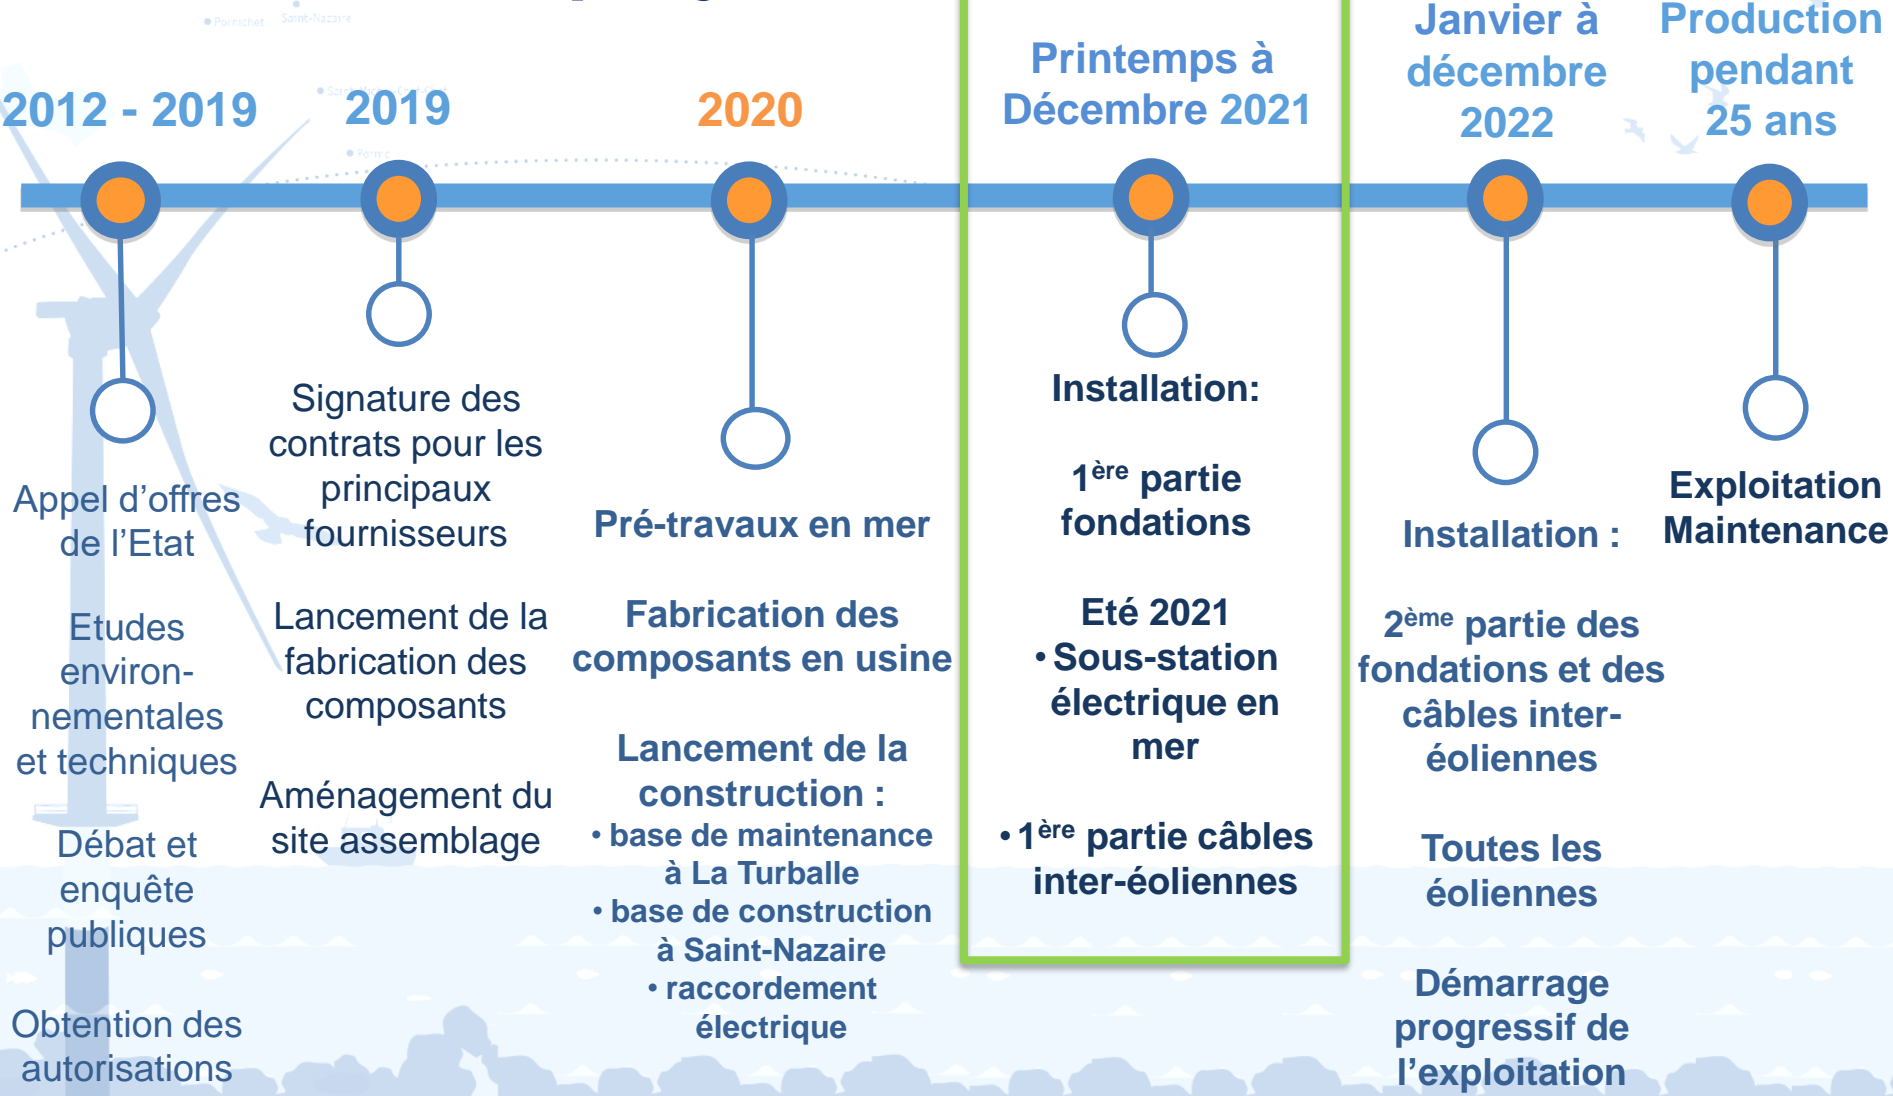 Pornichet
Saint-Nazaire
2012 - 2019
Appel d’offres
de l’Etat
Etudes
environ-
nementales
et techniques
Débat et
enquête
publiques
Obtention des
autorisations
2019
Pornic
Signature des
contrats pour les
principaux
fournisseurs
Lancement de la
fabrication des
composants
Aménagement du
site assemblage
2020
Pré-travaux en mer
Fabrication des
composants en usine
Lancement de la
construction :
• base de maintenance
à La Turballe
• base de construction
à Saint-Nazaire
• raccordement
électrique
Printemps à
Décembre 2021
Installation:
1ère partie
fondations
Eté 2021
• Sous-station
électrique en
mer
• 1ère partie câbles
inter-éoliennes
Janvier à
décembre
2022
Installation :
2ème partie des
fondations et des
câbles inter-
éoliennes
Toutes les
éoliennes
Démarrage
progressif de
l’exploitation
Production
pendant
25 ans
Exploitation
Maintenance